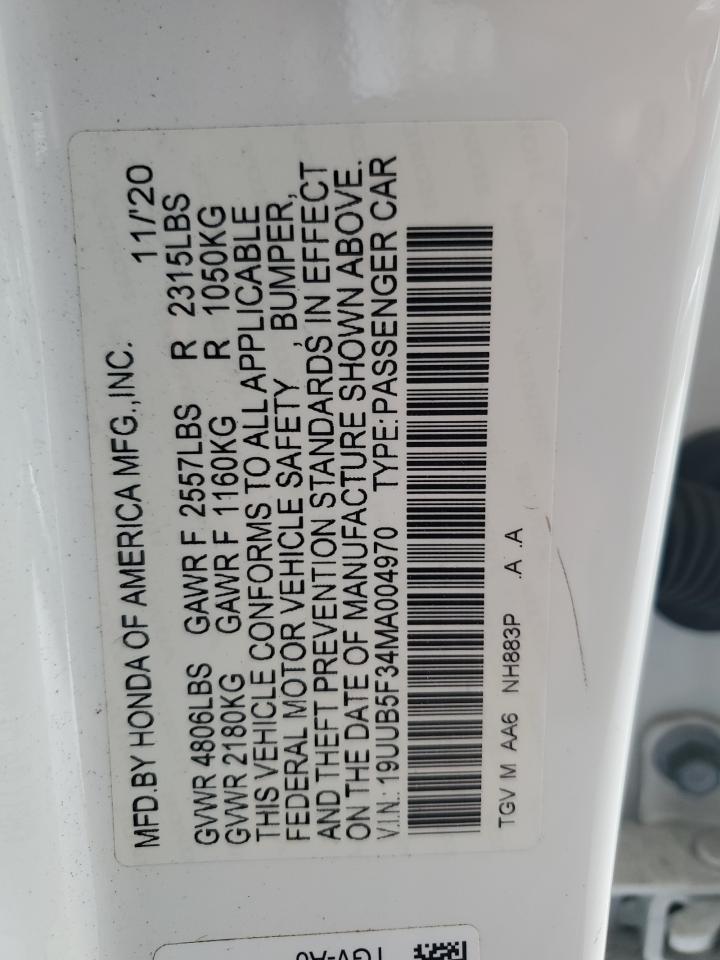 MFD.BY HONDA OF AMERICA MFG.,INC. 11/'20
GVWR 4806LBS GAWR F 2557LBS R 2315LBS
GVWR 2180KG GAWR F 1160KG R 1050KG
THIS VEHICLE CONFORMS TO ALL APPLICABLE
FEDERAL MOTOR VEHICLE SAFETY , BUMPER,
AND THEFT PREVENTION STANDARDS IN EFFECT
ON THE DATE OF MANUFACTURE SHOWN ABOVE.
V.I.N.: 19UUB5F34MA004970 TYPE:PASSENGER CAR
TGV M AA6 NH883P .A .A